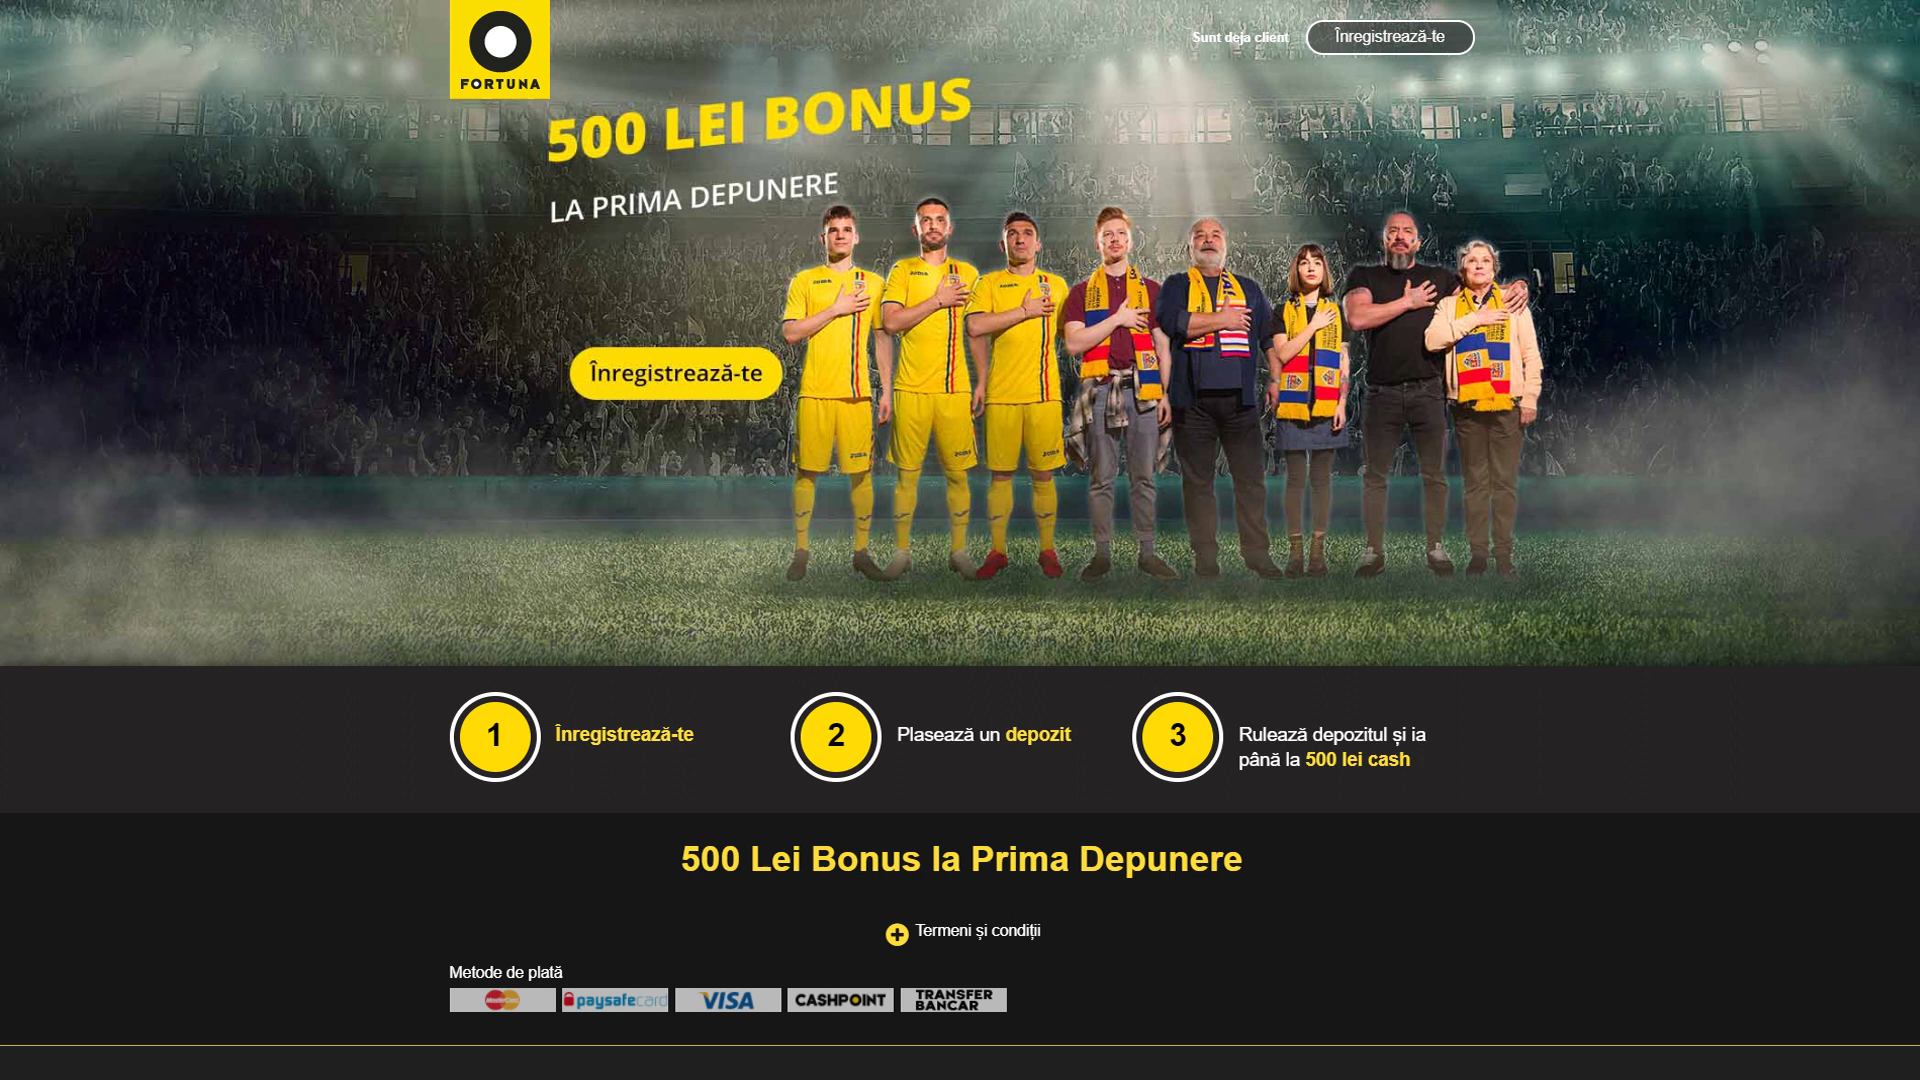 FORTUNA
Sunt deja client
Înregistrează-te
500 LEI BONUS
LA PRIMA DEPUNERE
Înregistrează-te
1
Înregistrează-te
2
Plasează un depozit
3
Rulează depozitul și ia
până la 500 lei cash
500 Lei Bonus la Prima Depunere
Termeni și condiții
Metode de plată
MasterCard
paysafecard
VISA
CASHPOINT
TRANSFER
BANCAR